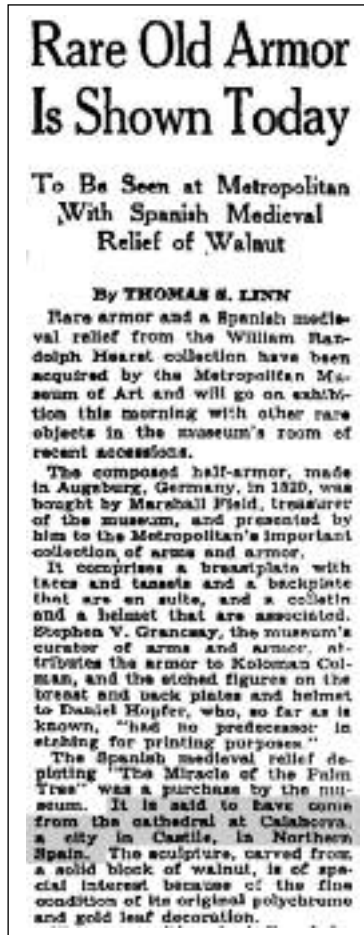 Rare Old Armor
Is Shown Today
To Be Seen at Metropolitan
With Spanish Medieval
Relief of Walnut
By THOMAS S. LINN
Rare armor and a Spanish medie-
val relief from the William Ran-
dolph Hearst collection have been
acquired by the Metropolitan Mu-
seum of Art and will go on exhibi-
tion this morning with other rare
objects in the museum's room of
recent accessions.
The composed half-armor, made
in Augsburg, Germany, in 1520, was
bought by Marshall Field, treasurer
of the museum, and presented by
him to the Metropolitan's important
collection of arms and armor.
It comprises a breastplate with
taces and tassets and a backplate
that are en suite, and a colletin
and a helmet that are associated.
Stephen V. Grancsay, the museum's
curator of arms and armor, at-
tributes the armor to Koloman Col-
man, and the etched figures on the
breast and back plates and helmet
to Daniel Hopfer, who, so far as is
known, "had no predecessor in
etching for printing purposes."
The Spanish medieval relief de-
picting "The Miracle of the Palm
Tree" was a purchase by the mu-
seum. It is said to have come
from the cathedral at Calahorra,
a city in Castile, in Northern
Spain. The sculpture, carved from
a solid block of walnut, is of spe-
cial interest because of the fine
condition of its original polychrome
and gold leaf decoration.